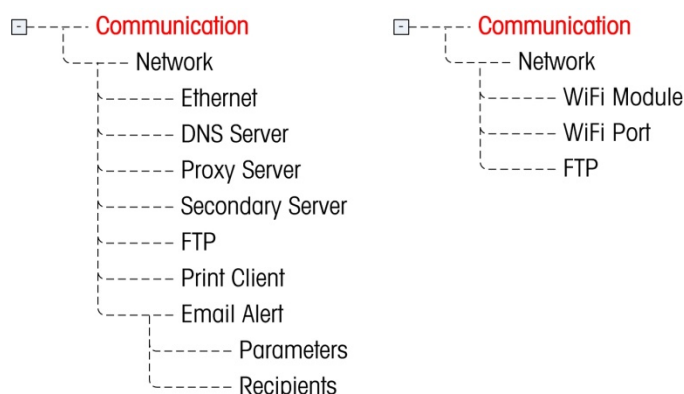 Communication
Network
Ethernet
DNS Server
Proxy Server
Secondary Server
FTP
Print Client
Email Alert
Parameters
Recipients
Communication
Network
WiFi Module
WiFi Port
FTP